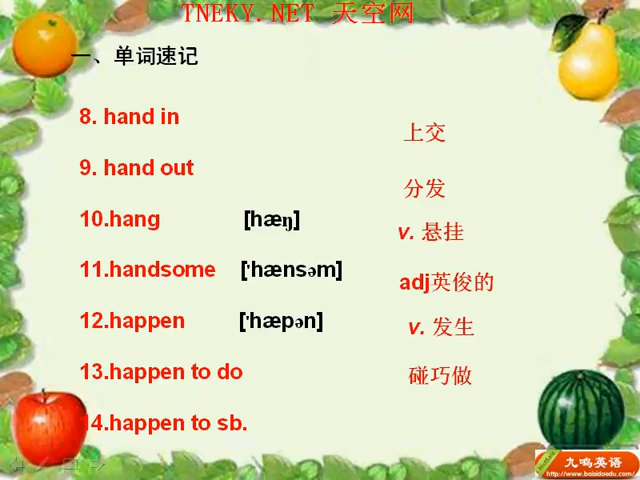 TNEKY.NET 天空网
一、单词速记
8. hand in 上交
9. hand out 分发
10.hang [hæŋ] v. 悬挂
11.handsome ['hænsəm] adj英俊的
12.happen ['hæpən] v. 发生
13.happen to do 碰巧做
14.happen to sb.
九鸣英语